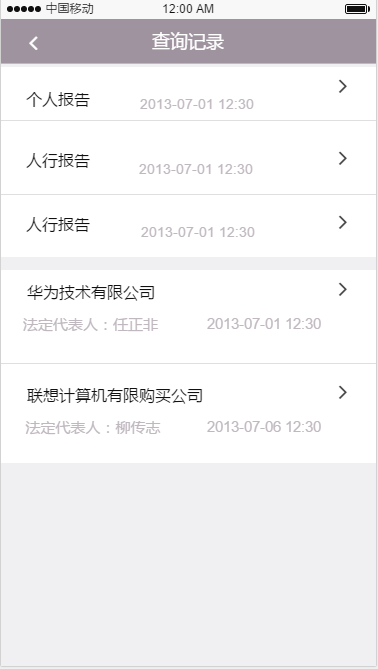 中国移动 12:00 AM
查询记录
个人报告 2013-07-01 12:30
人行报告 2013-07-01 12:30
人行报告 2013-07-01 12:30
华为技术有限公司
法定代表人：任正非 2013-07-01 12:30
联想计算机有限购买公司
法定代表人：柳传志 2013-07-06 12:30